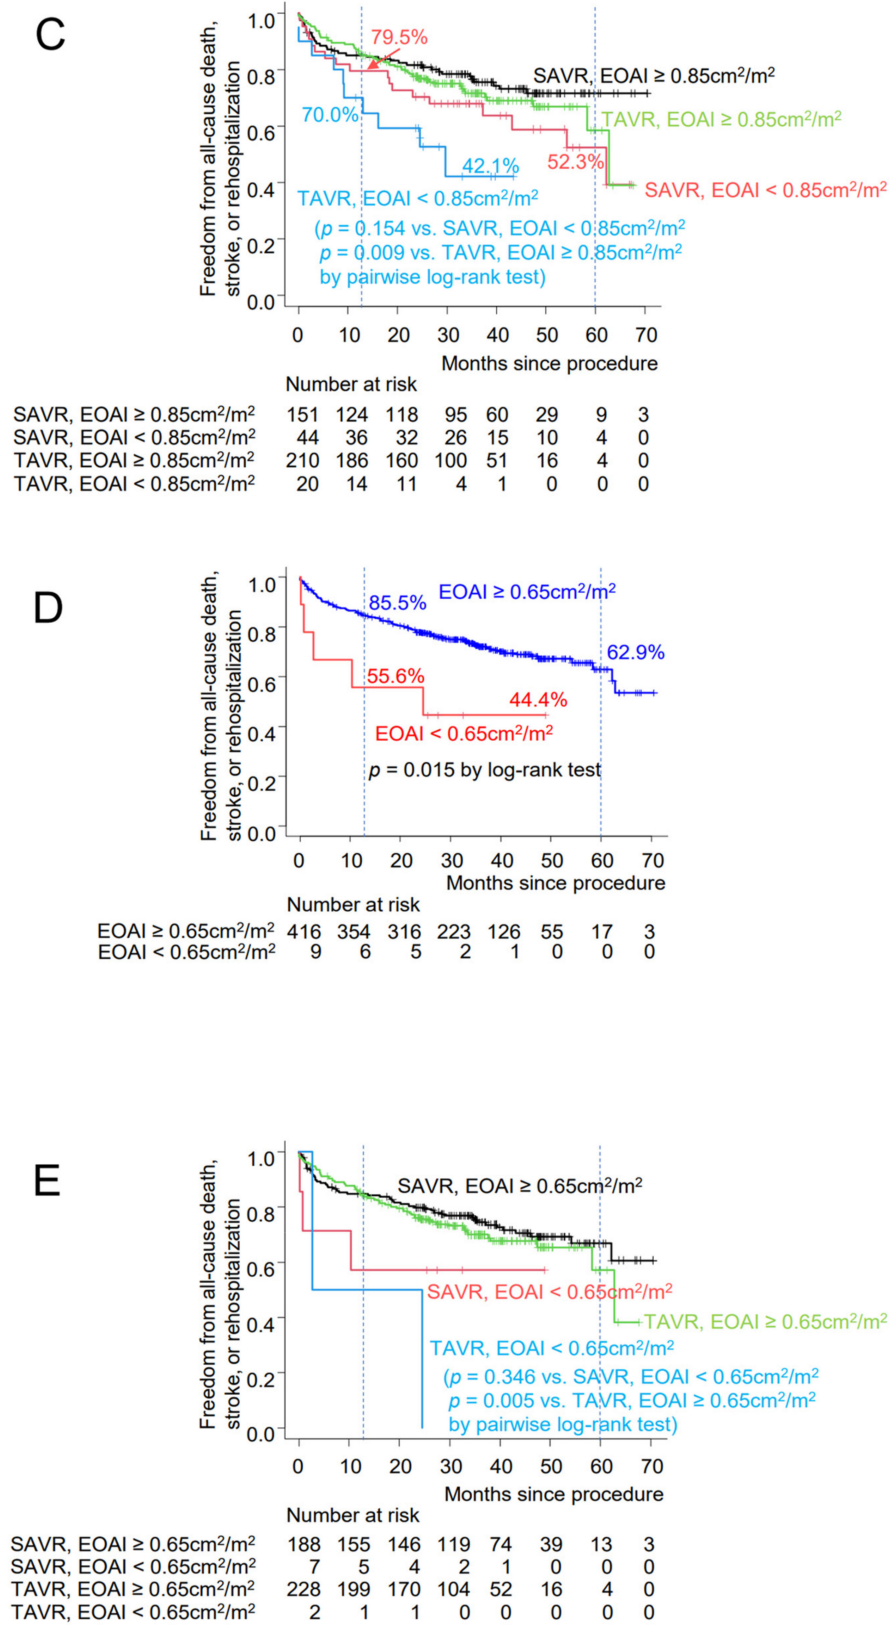 C
Freedom from all-cause death,
stroke, or rehospitalization
1.0
0.8
0.6
0.4
0.2
0.0
79.5%
SAVR, EOAI ≥ 0.85cm²/m²
70.0%
TAVR, EOAI ≥ 0.85cm²/m²
42.1%
52.3%
TAVR, EOAI < 0.85cm²/m²
SAVR, EOAI < 0.85cm²/m²
(p = 0.154 vs. SAVR, EOAI < 0.85cm²/m²
p = 0.009 vs. TAVR, EOAI ≥ 0.85cm²/m²
by pairwise log-rank test)
0 10 20 30 40 50 60 70
Months since procedure
Number at risk
SAVR, EOAI ≥ 0.85cm²/m² 151 124 118 95 60 29 9 3
SAVR, EOAI < 0.85cm²/m² 44 36 32 26 15 10 4 0
TAVR, EOAI ≥ 0.85cm²/m² 210 186 160 100 51 16 4 0
TAVR, EOAI < 0.85cm²/m² 20 14 11 4 1 0 0 0
D
Freedom from all-cause death,
stroke, or rehospitalization
1.0
0.8
0.6
0.4
0.2
0.0
85.5%
EOAI ≥ 0.65cm²/m²
62.9%
55.6%
44.4%
EOAI < 0.65cm²/m²
p = 0.015 by log-rank test
0 10 20 30 40 50 60 70
Months since procedure
Number at risk
EOAI ≥ 0.65cm²/m² 416 354 316 223 126 55 17 3
EOAI < 0.65cm²/m² 9 6 5 2 1 0 0 0
E
Freedom from all-cause death,
stroke, or rehospitalization
1.0
0.8
0.6
0.4
0.2
0.0
SAVR, EOAI ≥ 0.65cm²/m²
SAVR, EOAI < 0.65cm²/m²
TAVR, EOAI ≥ 0.65cm²/m²
TAVR, EOAI < 0.65cm²/m²
(p = 0.346 vs. SAVR, EOAI < 0.65cm²/m²
p = 0.005 vs. TAVR, EOAI ≥ 0.65cm²/m²
by pairwise log-rank test)
0 10 20 30 40 50 60 70
Months since procedure
Number at risk
SAVR, EOAI ≥ 0.65cm²/m² 188 155 146 119 74 39 13 3
SAVR, EOAI < 0.65cm²/m² 7 5 4 2 1 0 0 0
TAVR, EOAI ≥ 0.65cm²/m² 228 199 170 104 52 16 4 0
TAVR, EOAI < 0.65cm²/m² 2 1 1 0 0 0 0 0